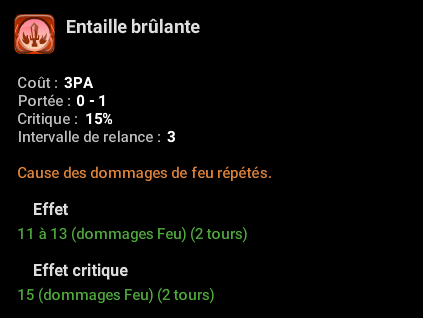 Entaille brûlante
Coût : 3PA
Portée : 0 - 1
Critique : 15%
Intervalle de relance : 3
Cause des dommages de feu répétés.
Effet
11 à 13 (dommages Feu) (2 tours)
Effet critique
15 (dommages Feu) (2 tours)